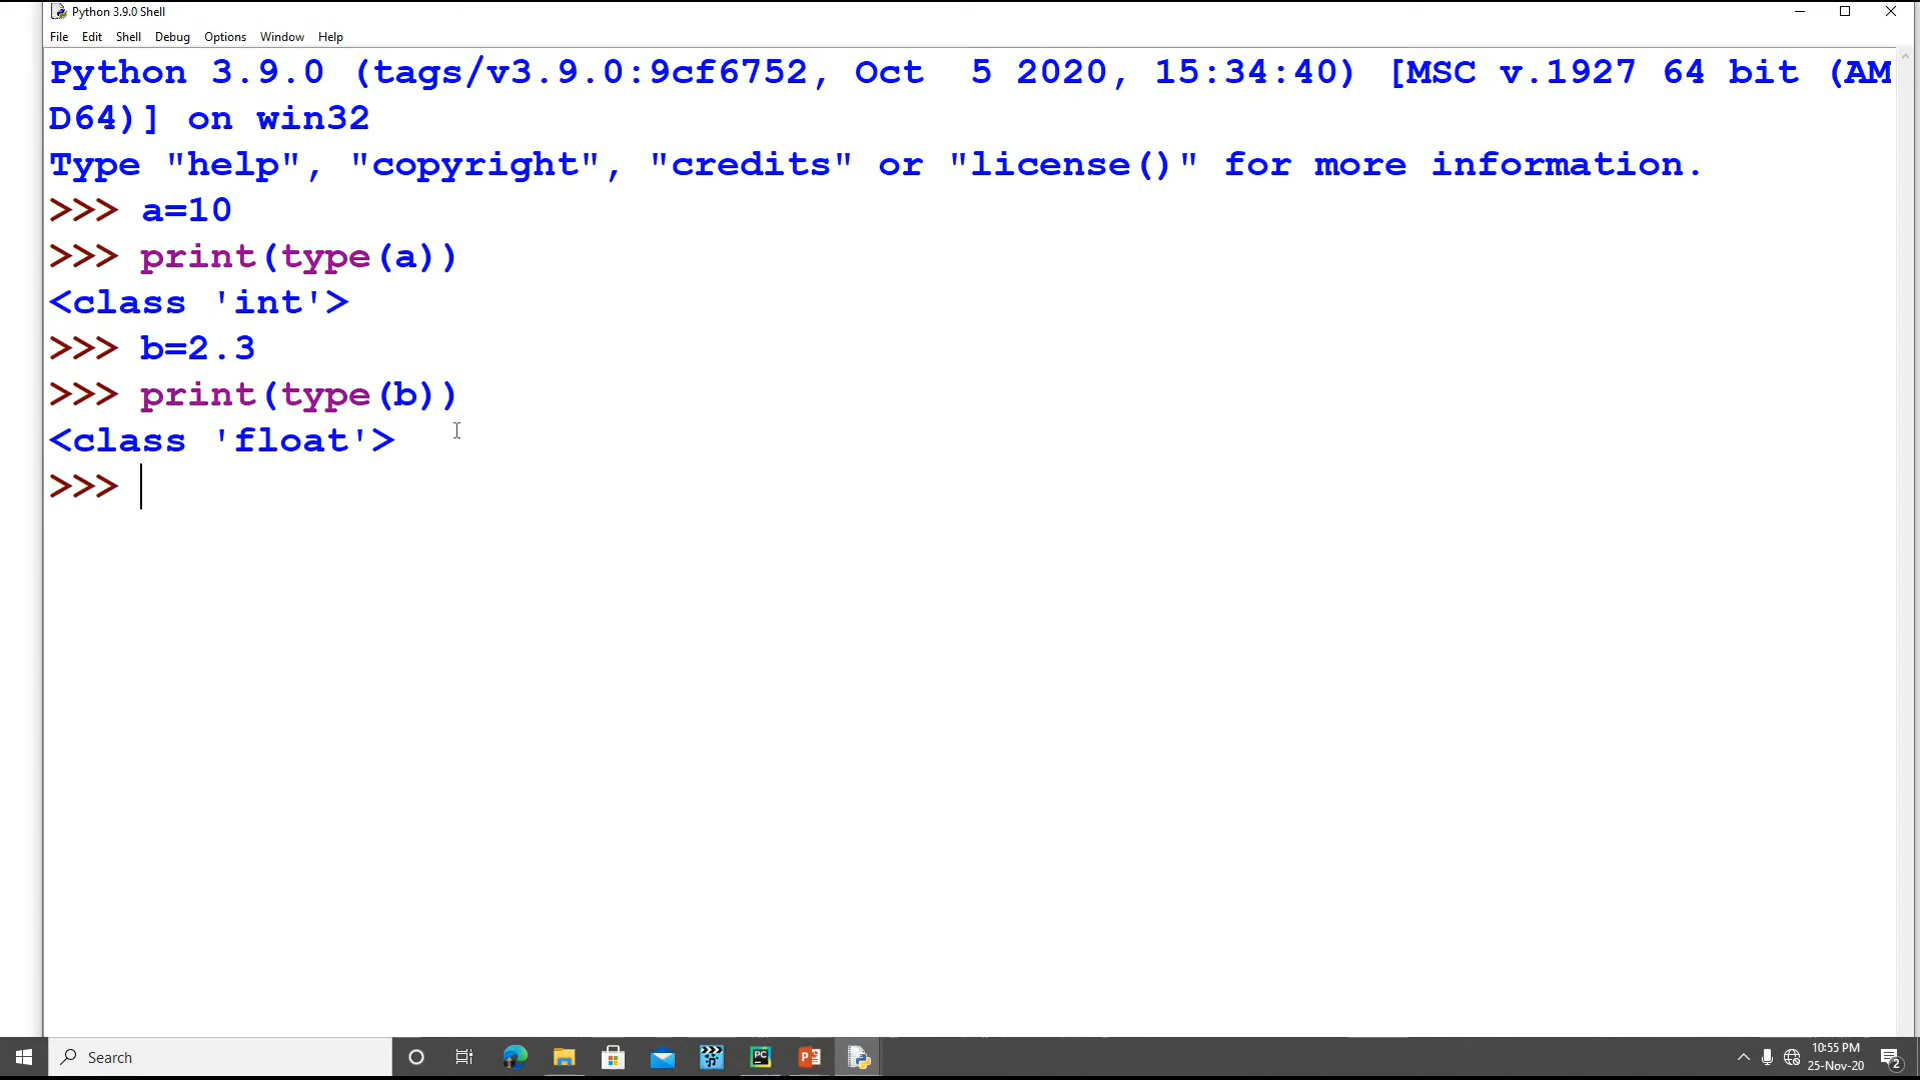 Python 3.9.0 Shell
File Edit Shell Debug Options Window Help
Python 3.9.0 (tags/v3.9.0:9cf6752, Oct  5 2020, 15:34:40) [MSC v.1927 64 bit (AM
D64)] on win32
Type "help", "copyright", "credits" or "license()" for more information.
>>> a=10
>>> print(type(a))
<class 'int'>
>>> b=2.3
>>> print(type(b))
<class 'float'>
>>>
Search
PC
P
10:55 PM
25-Nov-20
2